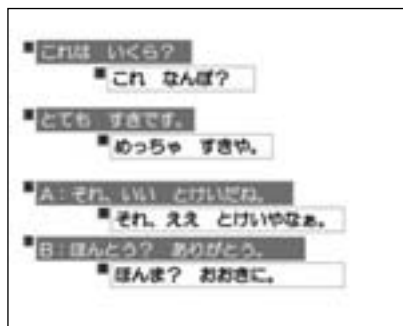 これは　いくら？
これ　なんぼ？
とても　すきです。
めっちゃ　すきや。
A：それ、いい　とけいだね。
それ、ええ　とけいやなぁ。
B：ほんとう？　ありがとう。
ほんま？　おおきに。